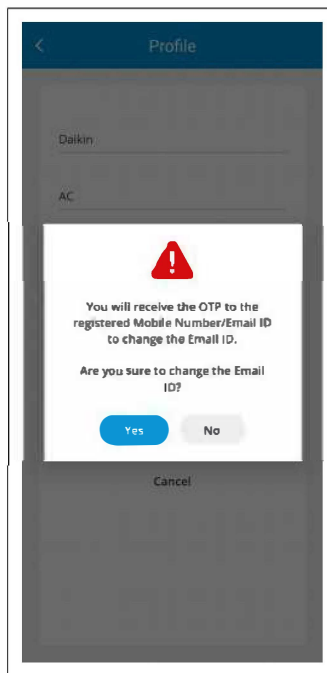 Profile
Daikin
AC
You will receive the OTP to the
registered Mobile Number/Email ID
to change the Email ID.
Are you sure to change the Email
ID?
Yes
No
Cancel